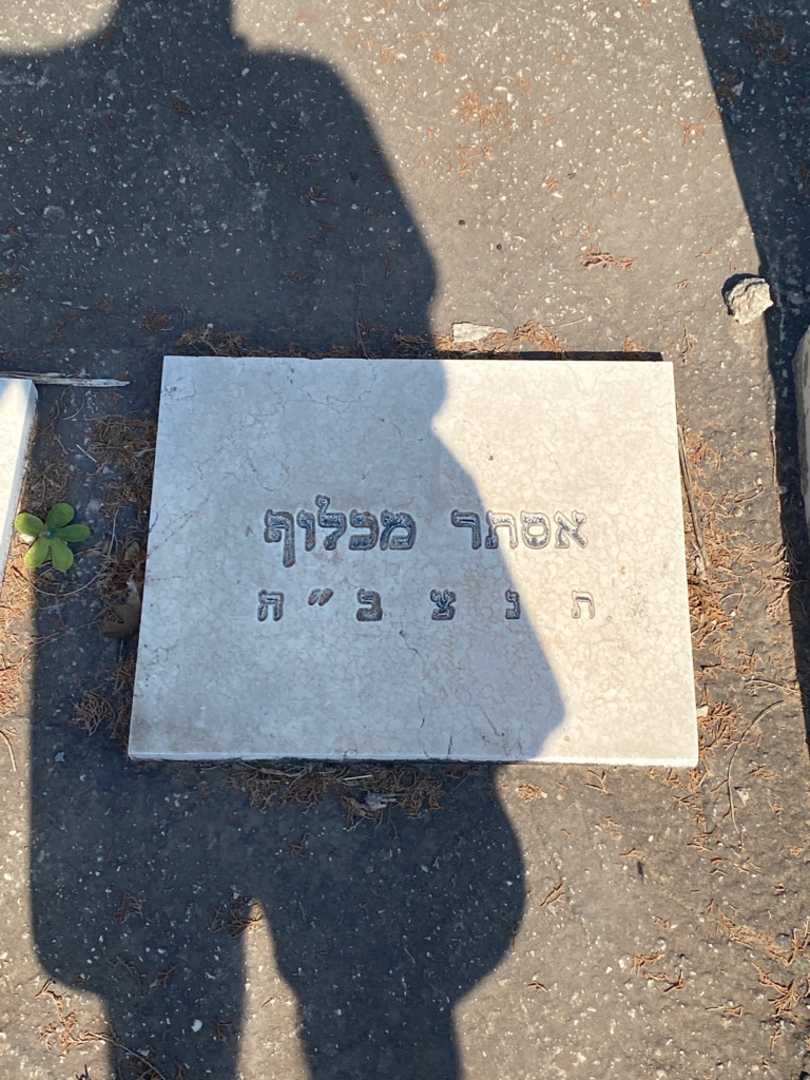 אסתר מכלוף
ת נ צ ב ״ ה